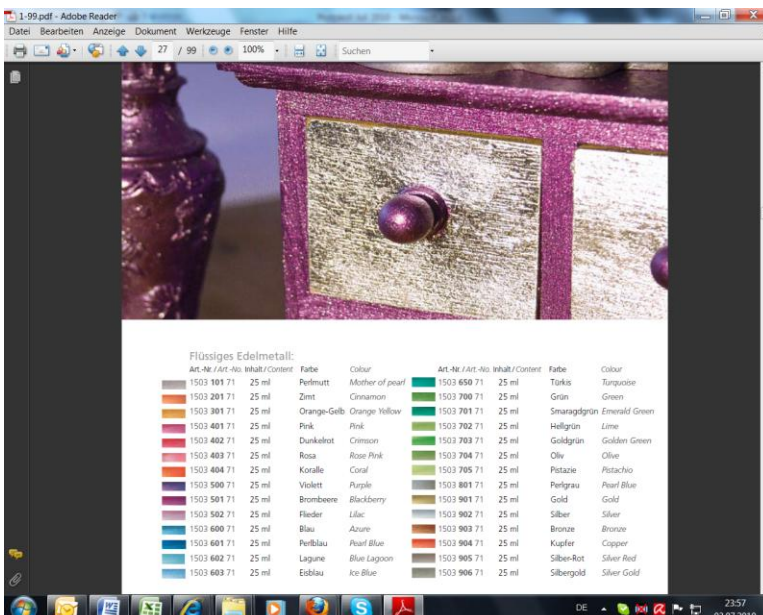 1-99.pdf - Adobe Reader
Datei Bearbeiten Anzeige Dokument Werkzeuge Fenster Hilfe
27 / 99 100% Suchen
Flüssiges Edelmetall:
Art.-Nr. / Art.-No. Inhalt / Content Farbe Colour Art.-Nr. / Art.-No. Inhalt / Content Farbe Colour
1503 101 71 25 ml Perlmutt Mother of pearl 1503 650 71 25 ml Türkis Turquoise
1503 201 71 25 ml Zimt Cinnamon 1503 700 71 25 ml Grün Green
1503 301 71 25 ml Orange-Gelb Orange Yellow 1503 701 71 25 ml Smaragdgrün Emerald Green
1503 401 71 25 ml Pink Pink 1503 702 71 25 ml Hellgrün Lime
1503 402 71 25 ml Dunkelrot Crimson 1503 703 71 25 ml Goldgrün Golden Green
1503 403 71 25 ml Rosa Rose Pink 1503 704 71 25 ml Oliv Olive
1503 404 71 25 ml Koralle Coral 1503 705 71 25 ml Pistazie Pistachio
1503 500 71 25 ml Violett Purple 1503 801 71 25 ml Perlgrau Pearl Blue
1503 501 71 25 ml Brombeere Blackberry 1503 901 71 25 ml Gold Gold
1503 502 71 25 ml Flieder Lilac 1503 902 71 25 ml Silber Silver
1503 600 71 25 ml Blau Azure 1503 903 71 25 ml Bronze Bronze
1503 601 71 25 ml Perlblau Pearl Blue 1503 904 71 25 ml Kupfer Copper
1503 602 71 25 ml Lagune Blue Lagoon 1503 905 71 25 ml Silber-Rot Silver Red
1503 603 71 25 ml Eisblau Ice Blue 1503 906 71 25 ml Silbergold Silver Gold
DE 23:57